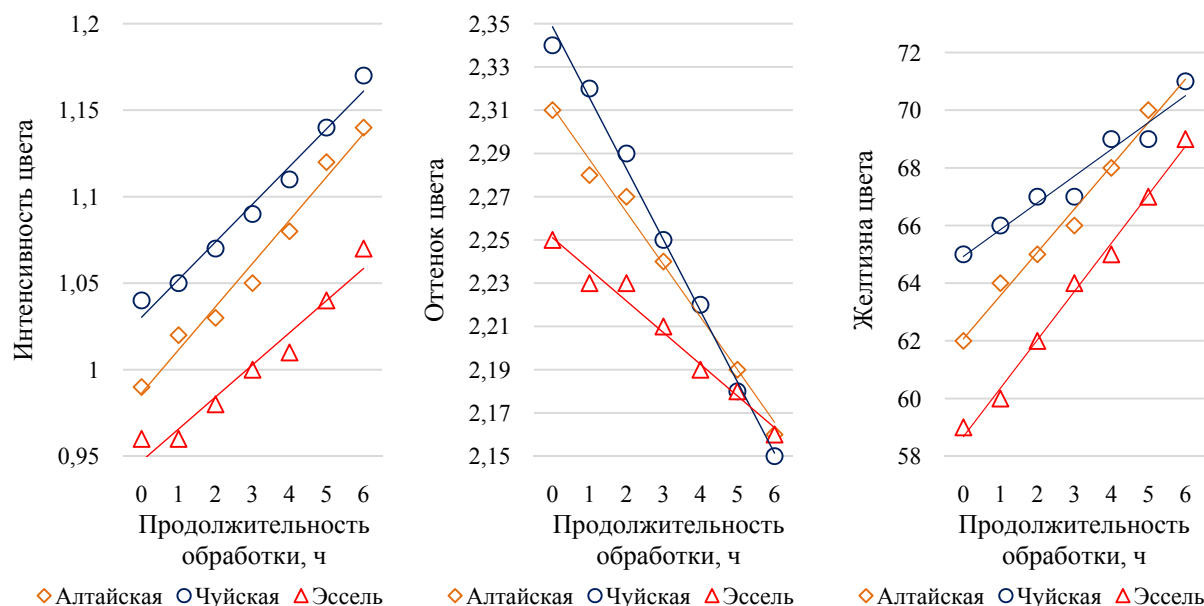 Интенсивность цвета
1,2
1,15
1,1
1,05
1
0,95
0 1 2 3 4 5 6
Продолжительность
обработки, ч
Оттенок цвета
2,35
2,33
2,31
2,29
2,27
2,25
2,23
2,21
2,19
2,17
2,15
0 1 2 3 4 5 6
Продолжительность
обработки, ч
Желтизна цвета
72
70
68
66
64
62
60
58
0 1 2 3 4 5 6
Продолжительность
обработки, ч
Алтайская Чуйская Эссель
Алтайская Чуйская Эссель
Алтайская Чуйская Эссель